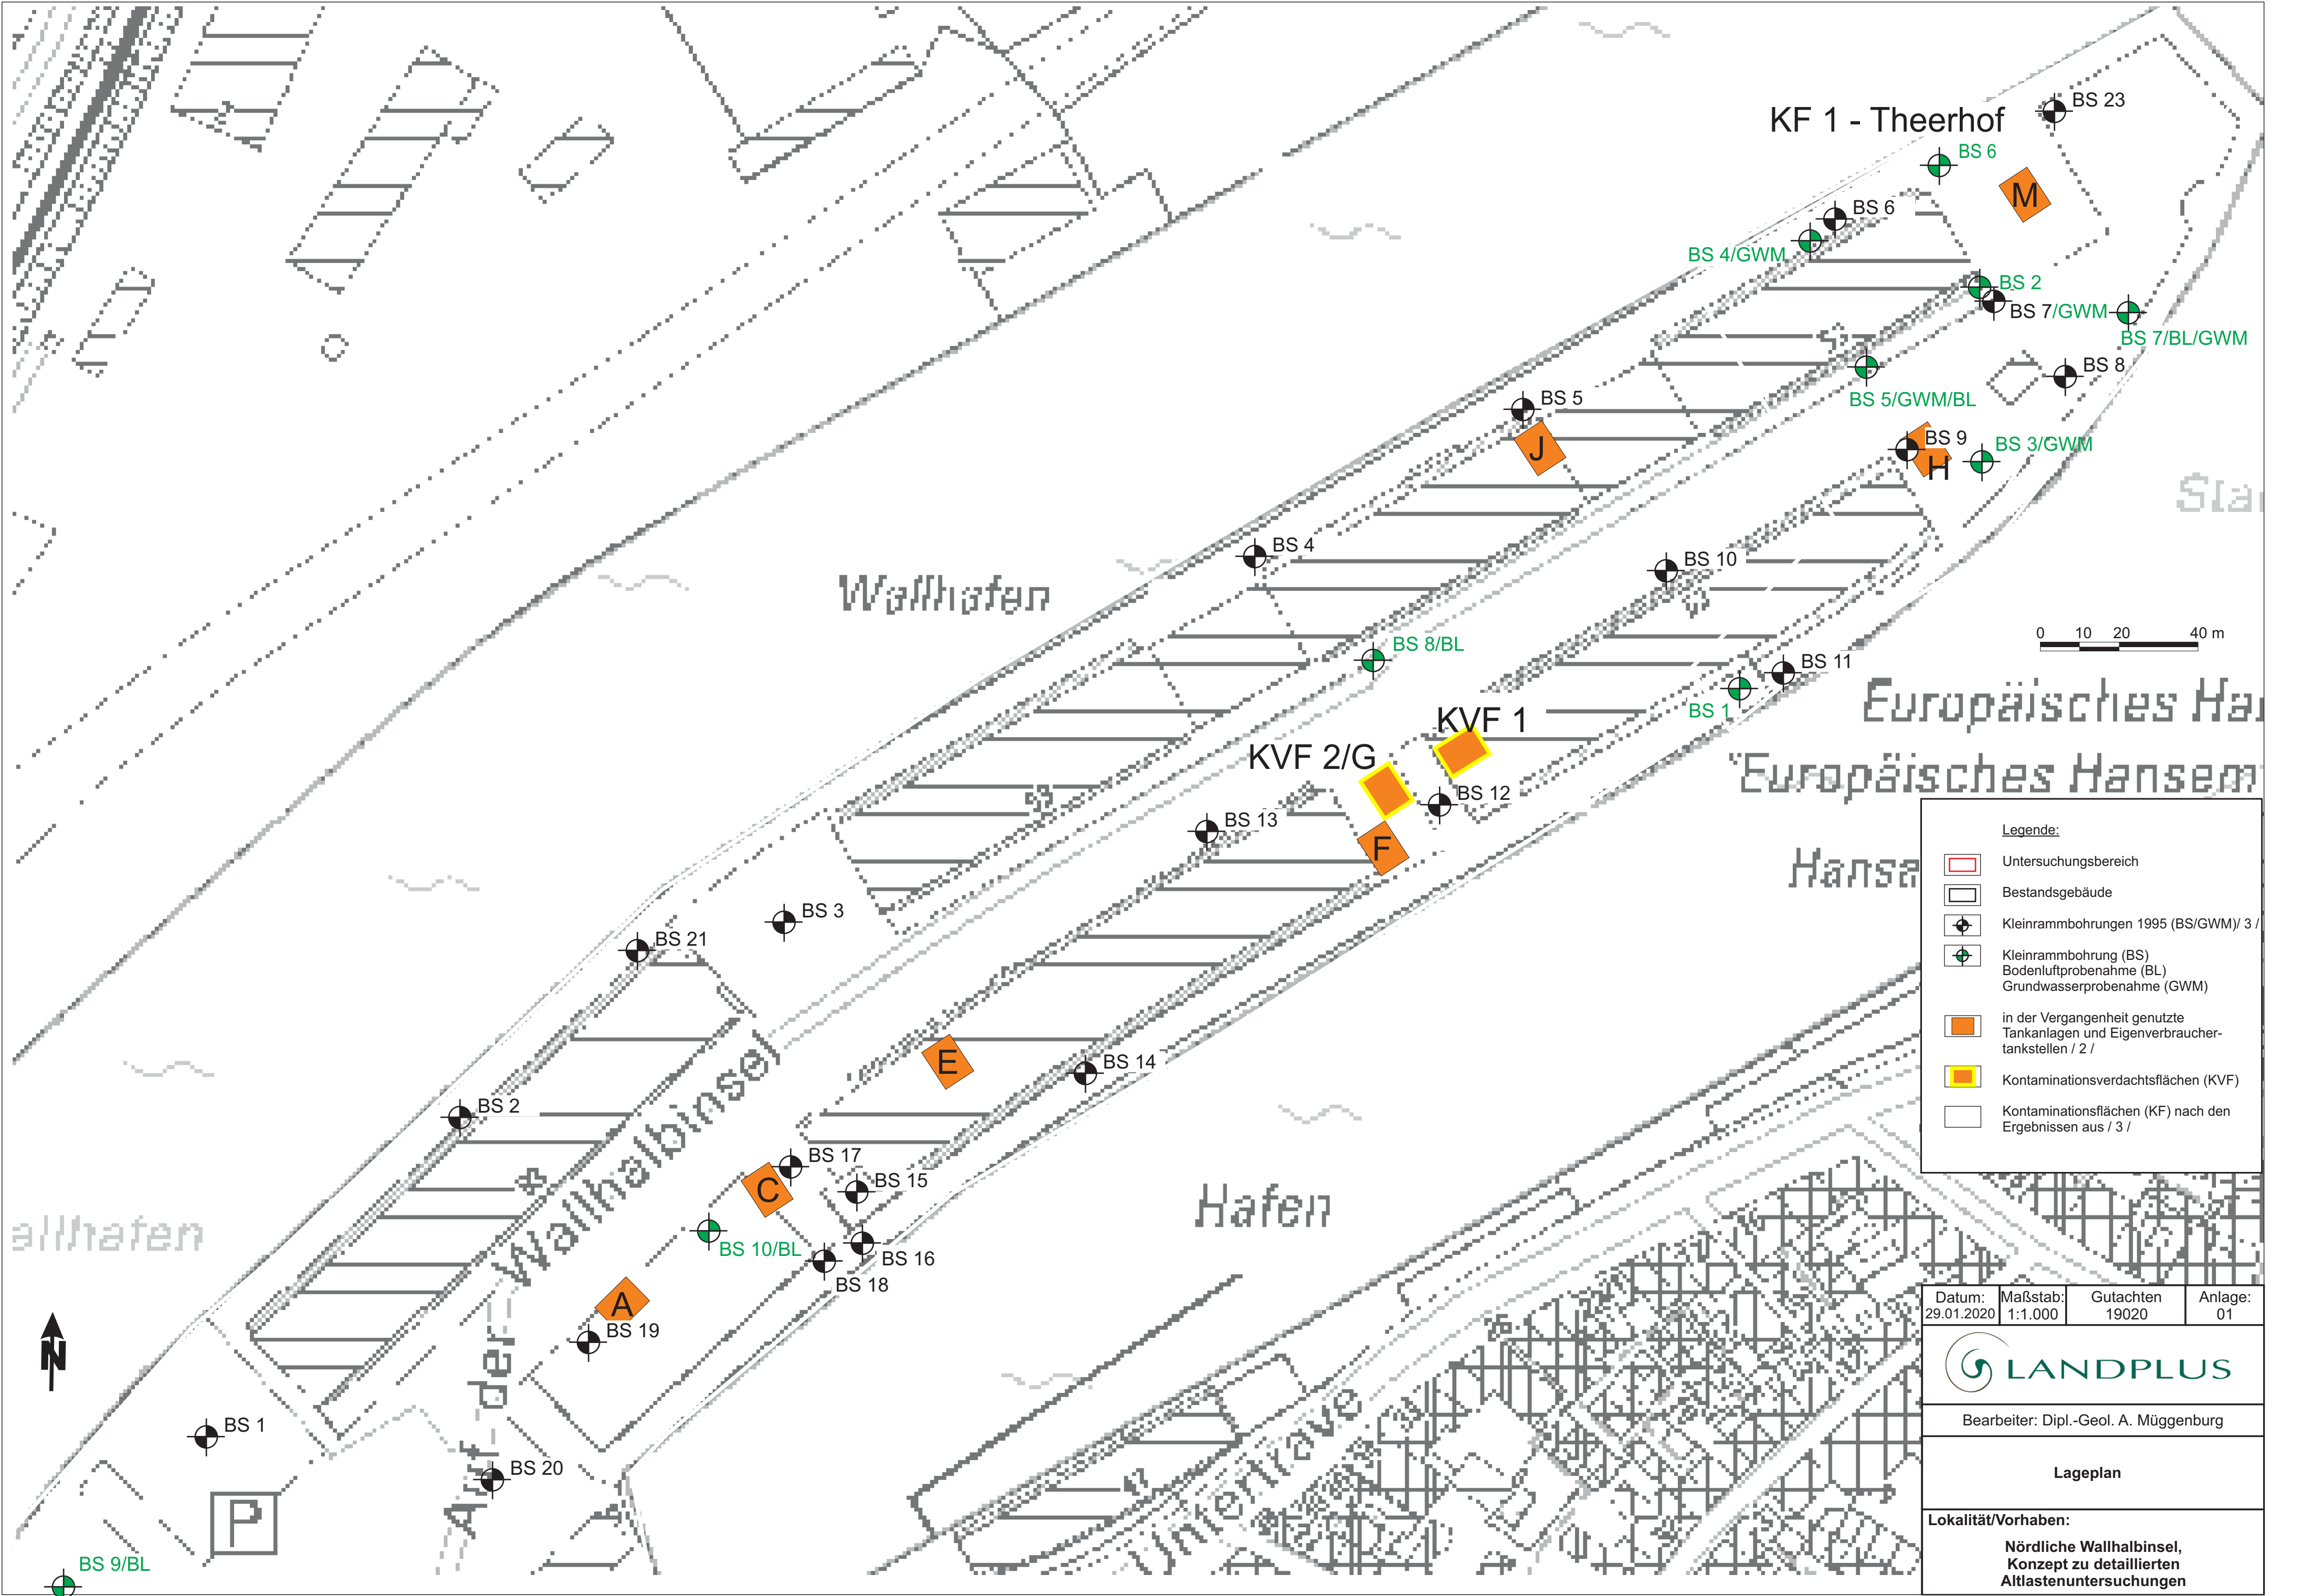 KF 1 - Theerhof
BS 23
BS 6
M
BS 6
BS 4/GWM
BS 2
BS 7/GWM
BS 7/BL/GWM
BS 8
BS 5/GWM/BL
BS 5
J
BS 9
H
BS 3/GWM
BS 4
BS 10
Wallhafen
0 10 20 40 m
BS 8/BL
BS 11
BS 1
Europäisches Ha
KVF 1
KVF 2/G
"Europäisches Hansem
BS 12
BS 13
F
Hansa
BS 3
BS 21
E
BS 14
BS 2
Wallhalbinsel
BS 17
C
BS 15
Hafen
allhafen
BS 10/BL
BS 16
BS 18
A
BS 19
N
Auf der
BS 1
BS 20
P
BS 9/BL
Untertrave
Legende:
Untersuchungsbereich
Bestandsgebäude
Kleinrammbohrungen 1995 (BS/GWM)/ 3 /
Kleinrammbohrung (BS)
Bodenluftprobenahme (BL)
Grundwasserprobenahme (GWM)
in der Vergangenheit genutzte
Tankanlagen und Eigenverbraucher-
tankstellen / 2 /
Kontaminationsverdachtsflächen (KVF)
Kontaminationsflächen (KF) nach den
Ergebnissen aus / 3 /
Datum: Maßstab: Gutachten Anlage:
29.01.2020 1:1.000 19020 01
LANDPLUS
Bearbeiter: Dipl.-Geol. A. Müggenburg
Lageplan
Lokalität/Vorhaben:
Nördliche Wallhalbinsel,
Konzept zu detaillierten
Altlastenuntersuchungen